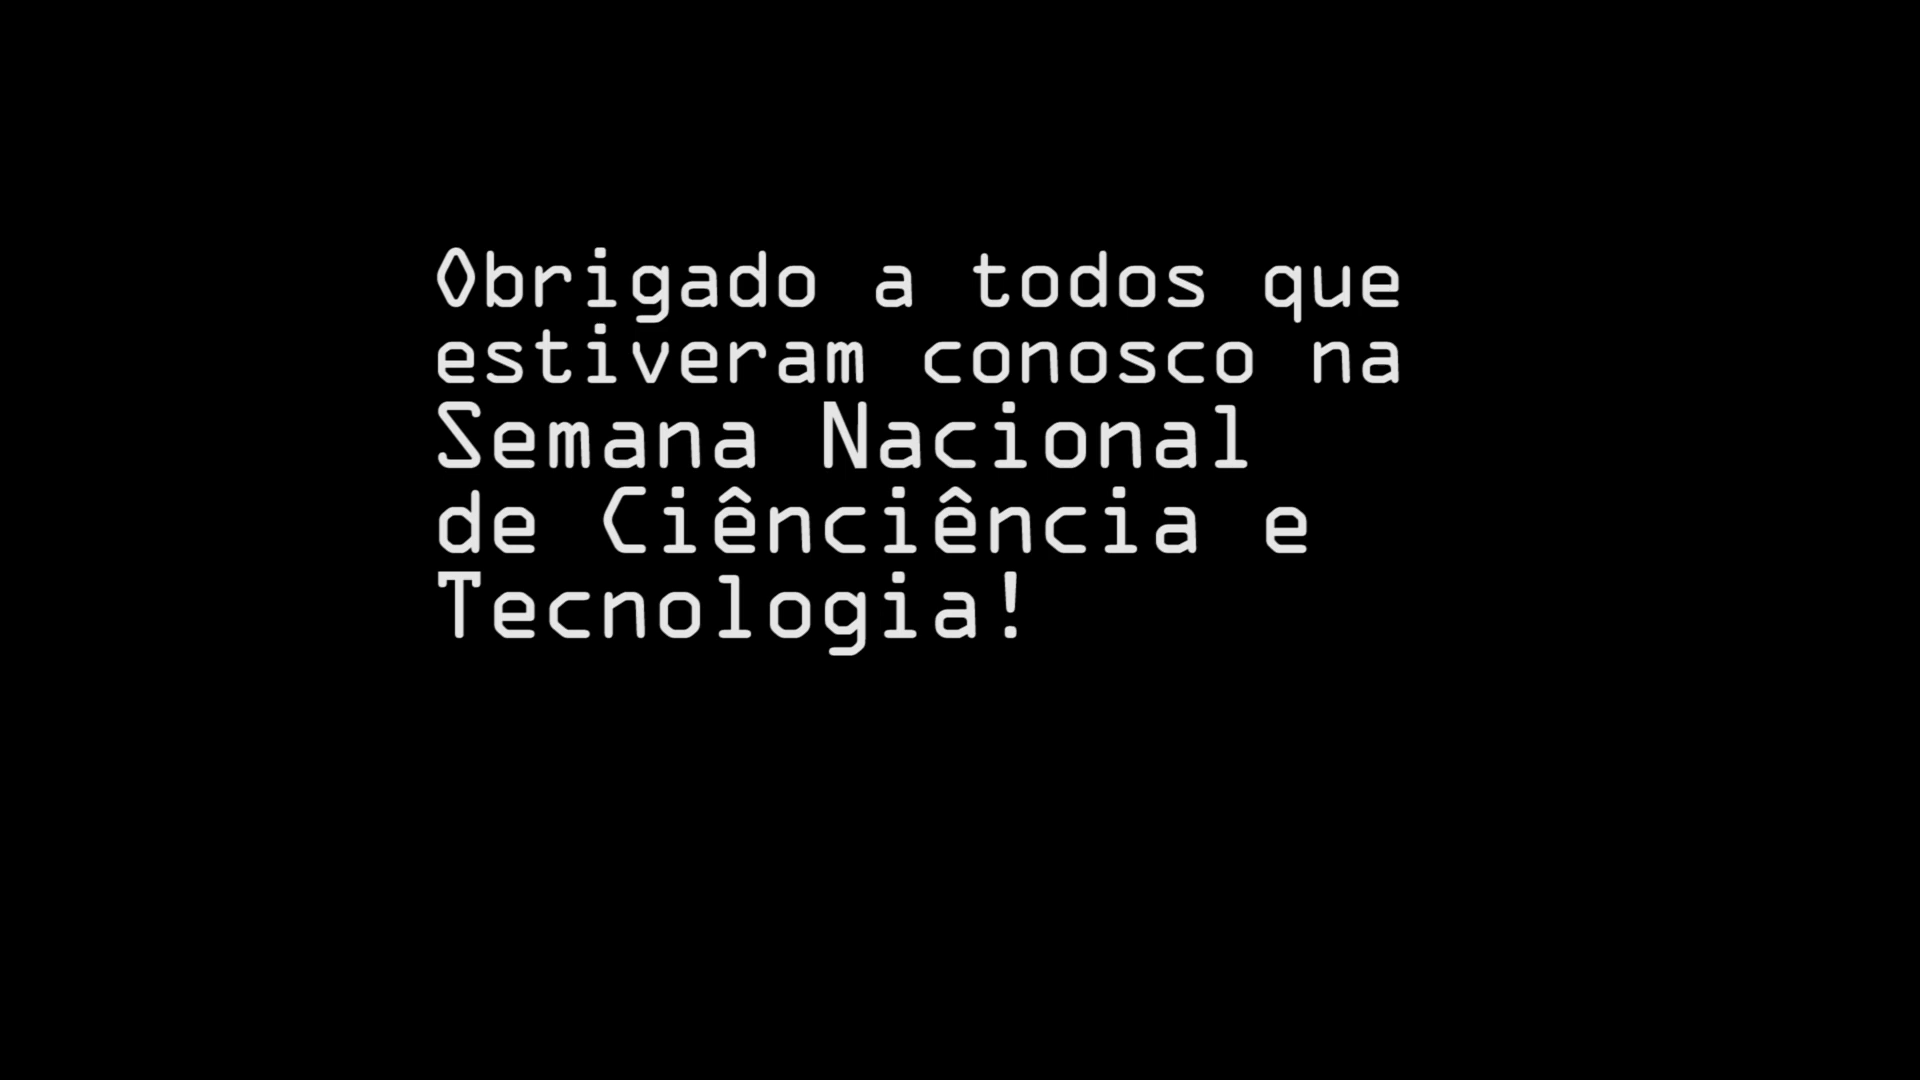 Obrigado a todos que
estiveram conosco na
Semana Nacional
de Ciênciência e
Tecnologia!